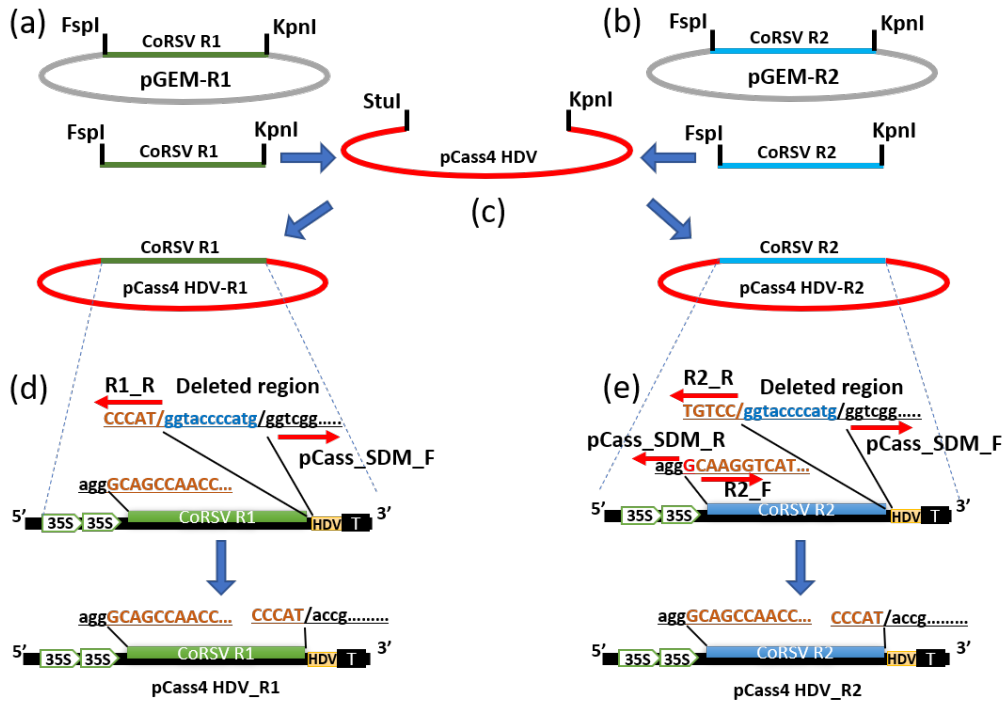 (a)
FspI
KpnI
CoRSV R1
pGEM-R1
FspI
KpnI
CoRSV R1
StuI
KpnI
pCass4 HDV
(b)
FspI
KpnI
CoRSV R2
pGEM-R2
FspI
KpnI
CoRSV R2
(c)
CoRSV R1
pCass4 HDV-R1
CoRSV R2
pCass4 HDV-R2
(d)
R1_R
Deleted region
CCCAT/ggtaccccatg/ggtcgg.....
pCass_SDM_F
aggGCAGCCAACC...
5’ 35S 35S CoRSV R1 HDV T 3’
aggGCAGCCAACC... CCCAT/accg.........
5’ 35S 35S CoRSV R1 HDV T 3’
pCass4 HDV_R1
(e)
R2_R
Deleted region
TGTCC/ggtaccccatg/ggtcgg.....
pCass_SDM_R
pCass_SDM_F
aggGCAAGGTCAT...
R2_F
5’ 35S 35S CoRSV R2 HDV T 3’
aggGCAGCCAACC... CCCAT/accg.........
5’ 35S 35S CoRSV R2 HDV T 3’
pCass4 HDV_R2